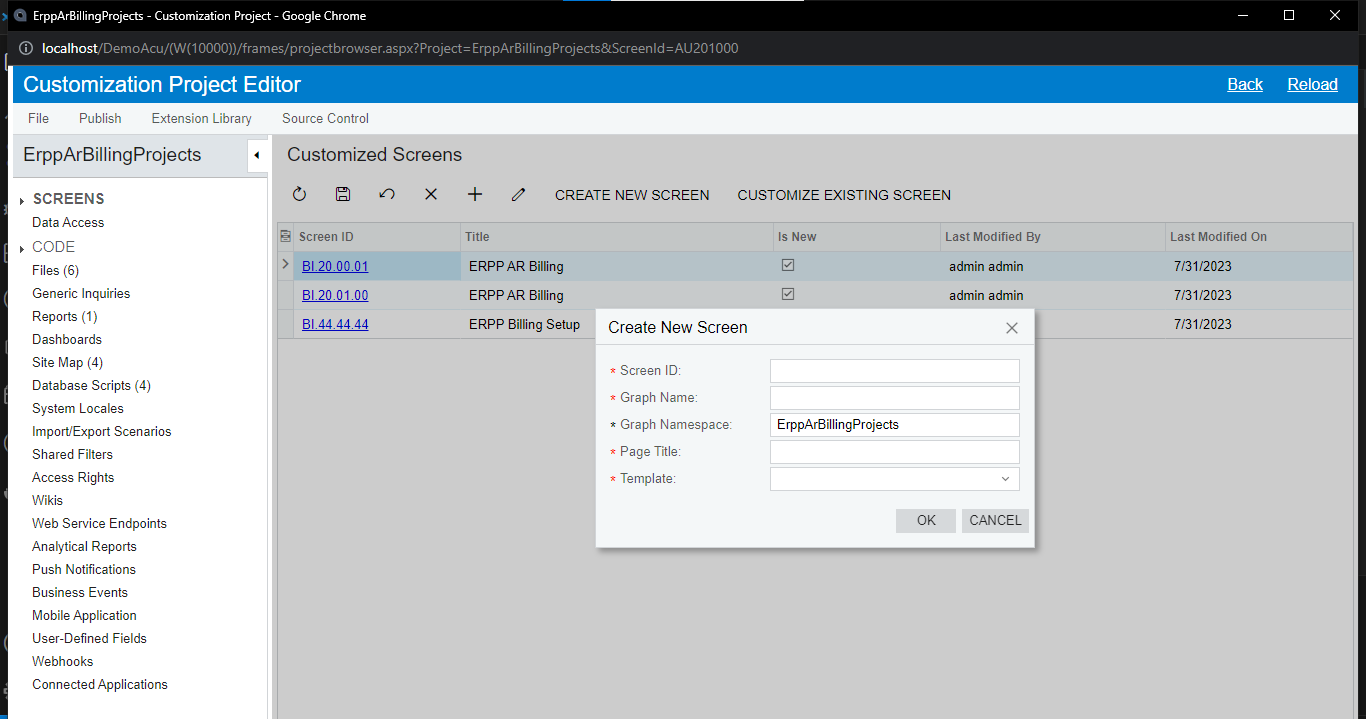 ErppArBillingProjects - Customization Project - Google Chrome
localhost/DemoAcu/(W(10000))/frames/projectbrowser.aspx?Project=ErppArBillingProjects&ScreenId=AU201000
Customization Project Editor
Back Reload
File Publish Extension Library Source Control
ErppArBillingProjects
SCREENS
Data Access
CODE
Files (6)
Generic Inquiries
Reports (1)
Dashboards
Site Map (4)
Database Scripts (4)
System Locales
Import/Export Scenarios
Shared Filters
Access Rights
Wikis
Web Service Endpoints
Analytical Reports
Push Notifications
Business Events
Mobile Application
User-Defined Fields
Webhooks
Connected Applications
Customized Screens
CREATE NEW SCREEN CUSTOMIZE EXISTING SCREEN
Screen ID Title Is New Last Modified By Last Modified On
BI.20.00.01 ERPP AR Billing admin admin 7/31/2023
BI.20.01.00 ERPP AR Billing admin admin 7/31/2023
BI.44.44.44 ERPP Billing Setup 7/31/2023
Create New Screen
* Screen ID:
* Graph Name:
* Graph Namespace: ErppArBillingProjects
* Page Title:
* Template:
OK CANCEL